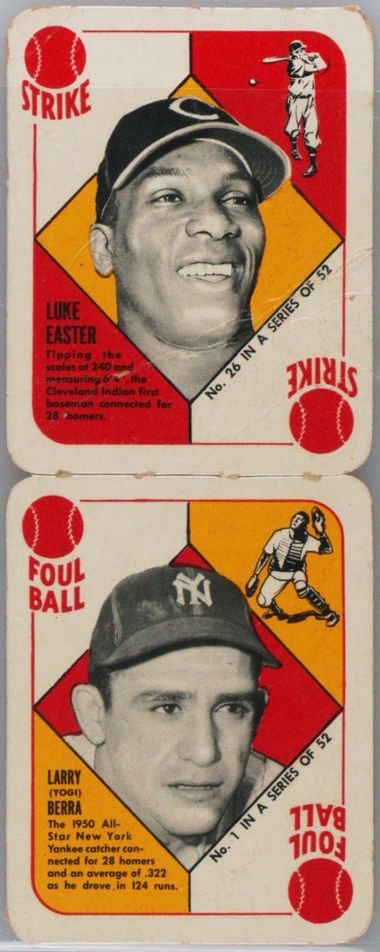 STRIKE
C
LUKE
EASTER
Tipping the
scales at 240 and
measuring 6'4", the
Cleveland Indian first
baseman connected for
28 homers.
No. 26 IN A SERIES OF 52
STRIKE
FOUL
BALL
NY
LARRY
(YOGI)
BERRA
The 1950 All-
Star New York
Yankee catcher con-
nected for 28 homers
and an average of .322
as he drove in 124 runs.
No. 1 IN A SERIES OF 52
FOUL
BALL